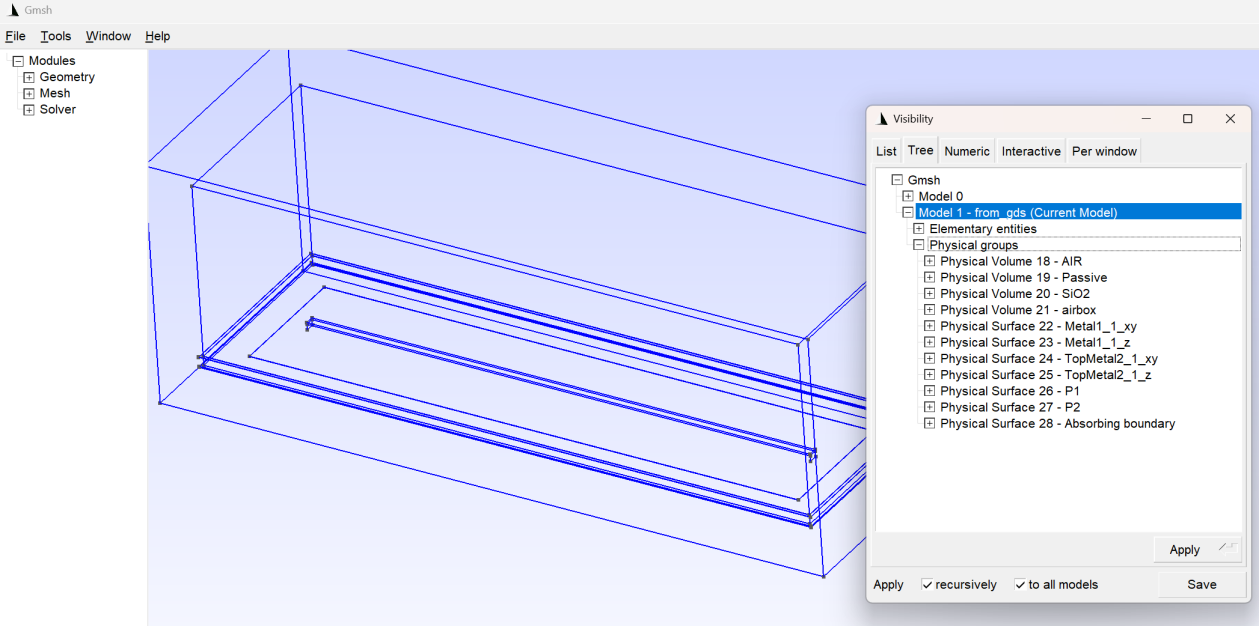 Gmsh
File Tools Window Help
Modules
Geometry
Mesh
Solver
Visibility
List Tree Numeric Interactive Per window
Gmsh
Model 0
Model 1 - from_gds (Current Model)
Elementary entities
Physical groups
Physical Volume 18 - AIR
Physical Volume 19 - Passive
Physical Volume 20 - SiO2
Physical Volume 21 - airbox
Physical Surface 22 - Metal1_1_xy
Physical Surface 23 - Metal1_1_z
Physical Surface 24 - TopMetal2_1_xy
Physical Surface 25 - TopMetal2_1_z
Physical Surface 26 - P1
Physical Surface 27 - P2
Physical Surface 28 - Absorbing boundary
Apply
Apply recursively to all models Save